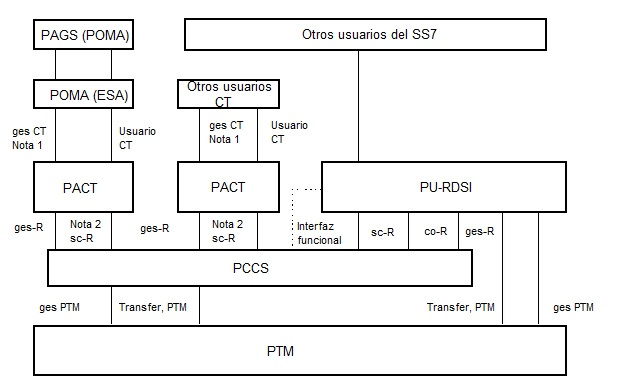 PAGS (POMA)
Otros usuarios del SS7
POMA (ESA)
Otros usuarios
CT
ges CT
Nota 1
Usuario
CT
ges CT
Nota 1
Usuario
CT
PACT
PACT
PU-RDSI
ges-R
Nota 2
sc-R
ges-R
Nota 2
sc-R
Interfaz
funcional
sc-R
co-R
ges-R
PCCS
ges PTM
Transfer, PTM
Transfer, PTM
ges PTM
PTM